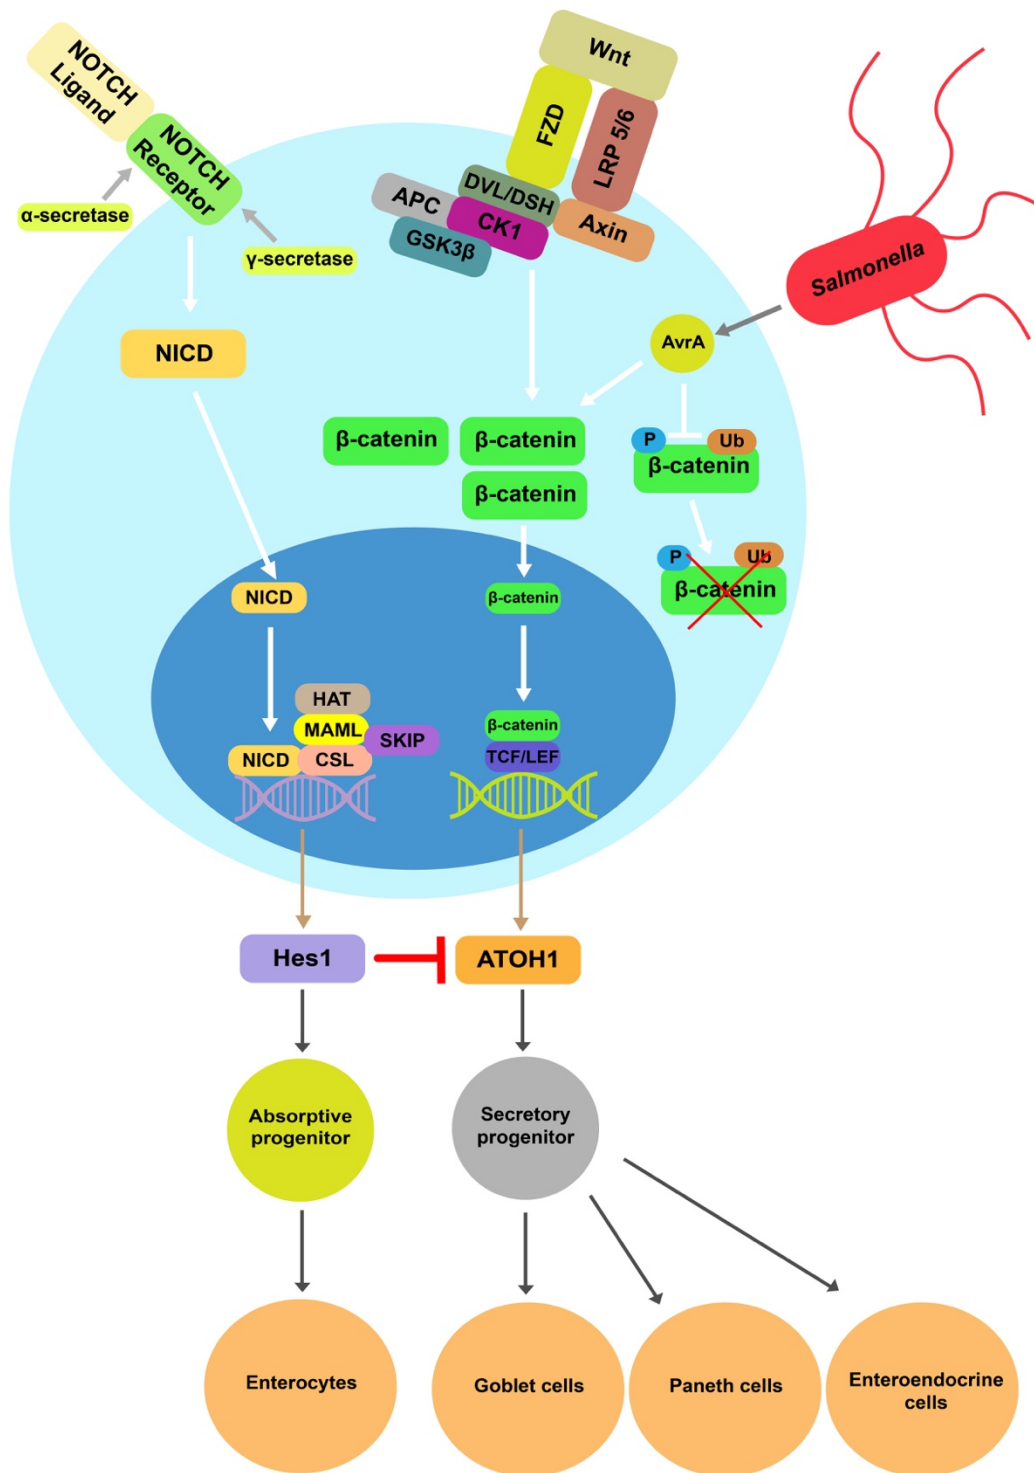 NOTCH
Ligand
NOTCH
Receptor
α-secretase
γ-secretase
NICD
Wnt
FZD
LRP 5/6
DVL/DSH
APC
CK1
GSK3β
Axin
Salmonella
AvrA
β-catenin
β-catenin
β-catenin
P
Ub
β-catenin
P
Ub
β-catenin
NICD
β-catenin
HAT
MAML
SKIP
NICD
CSL
β-catenin
TCF/LEF
Hes1
ATOH1
Absorptive
progenitor
Secretory
progenitor
Enterocytes
Goblet cells
Paneth cells
Enteroendocrine
cells